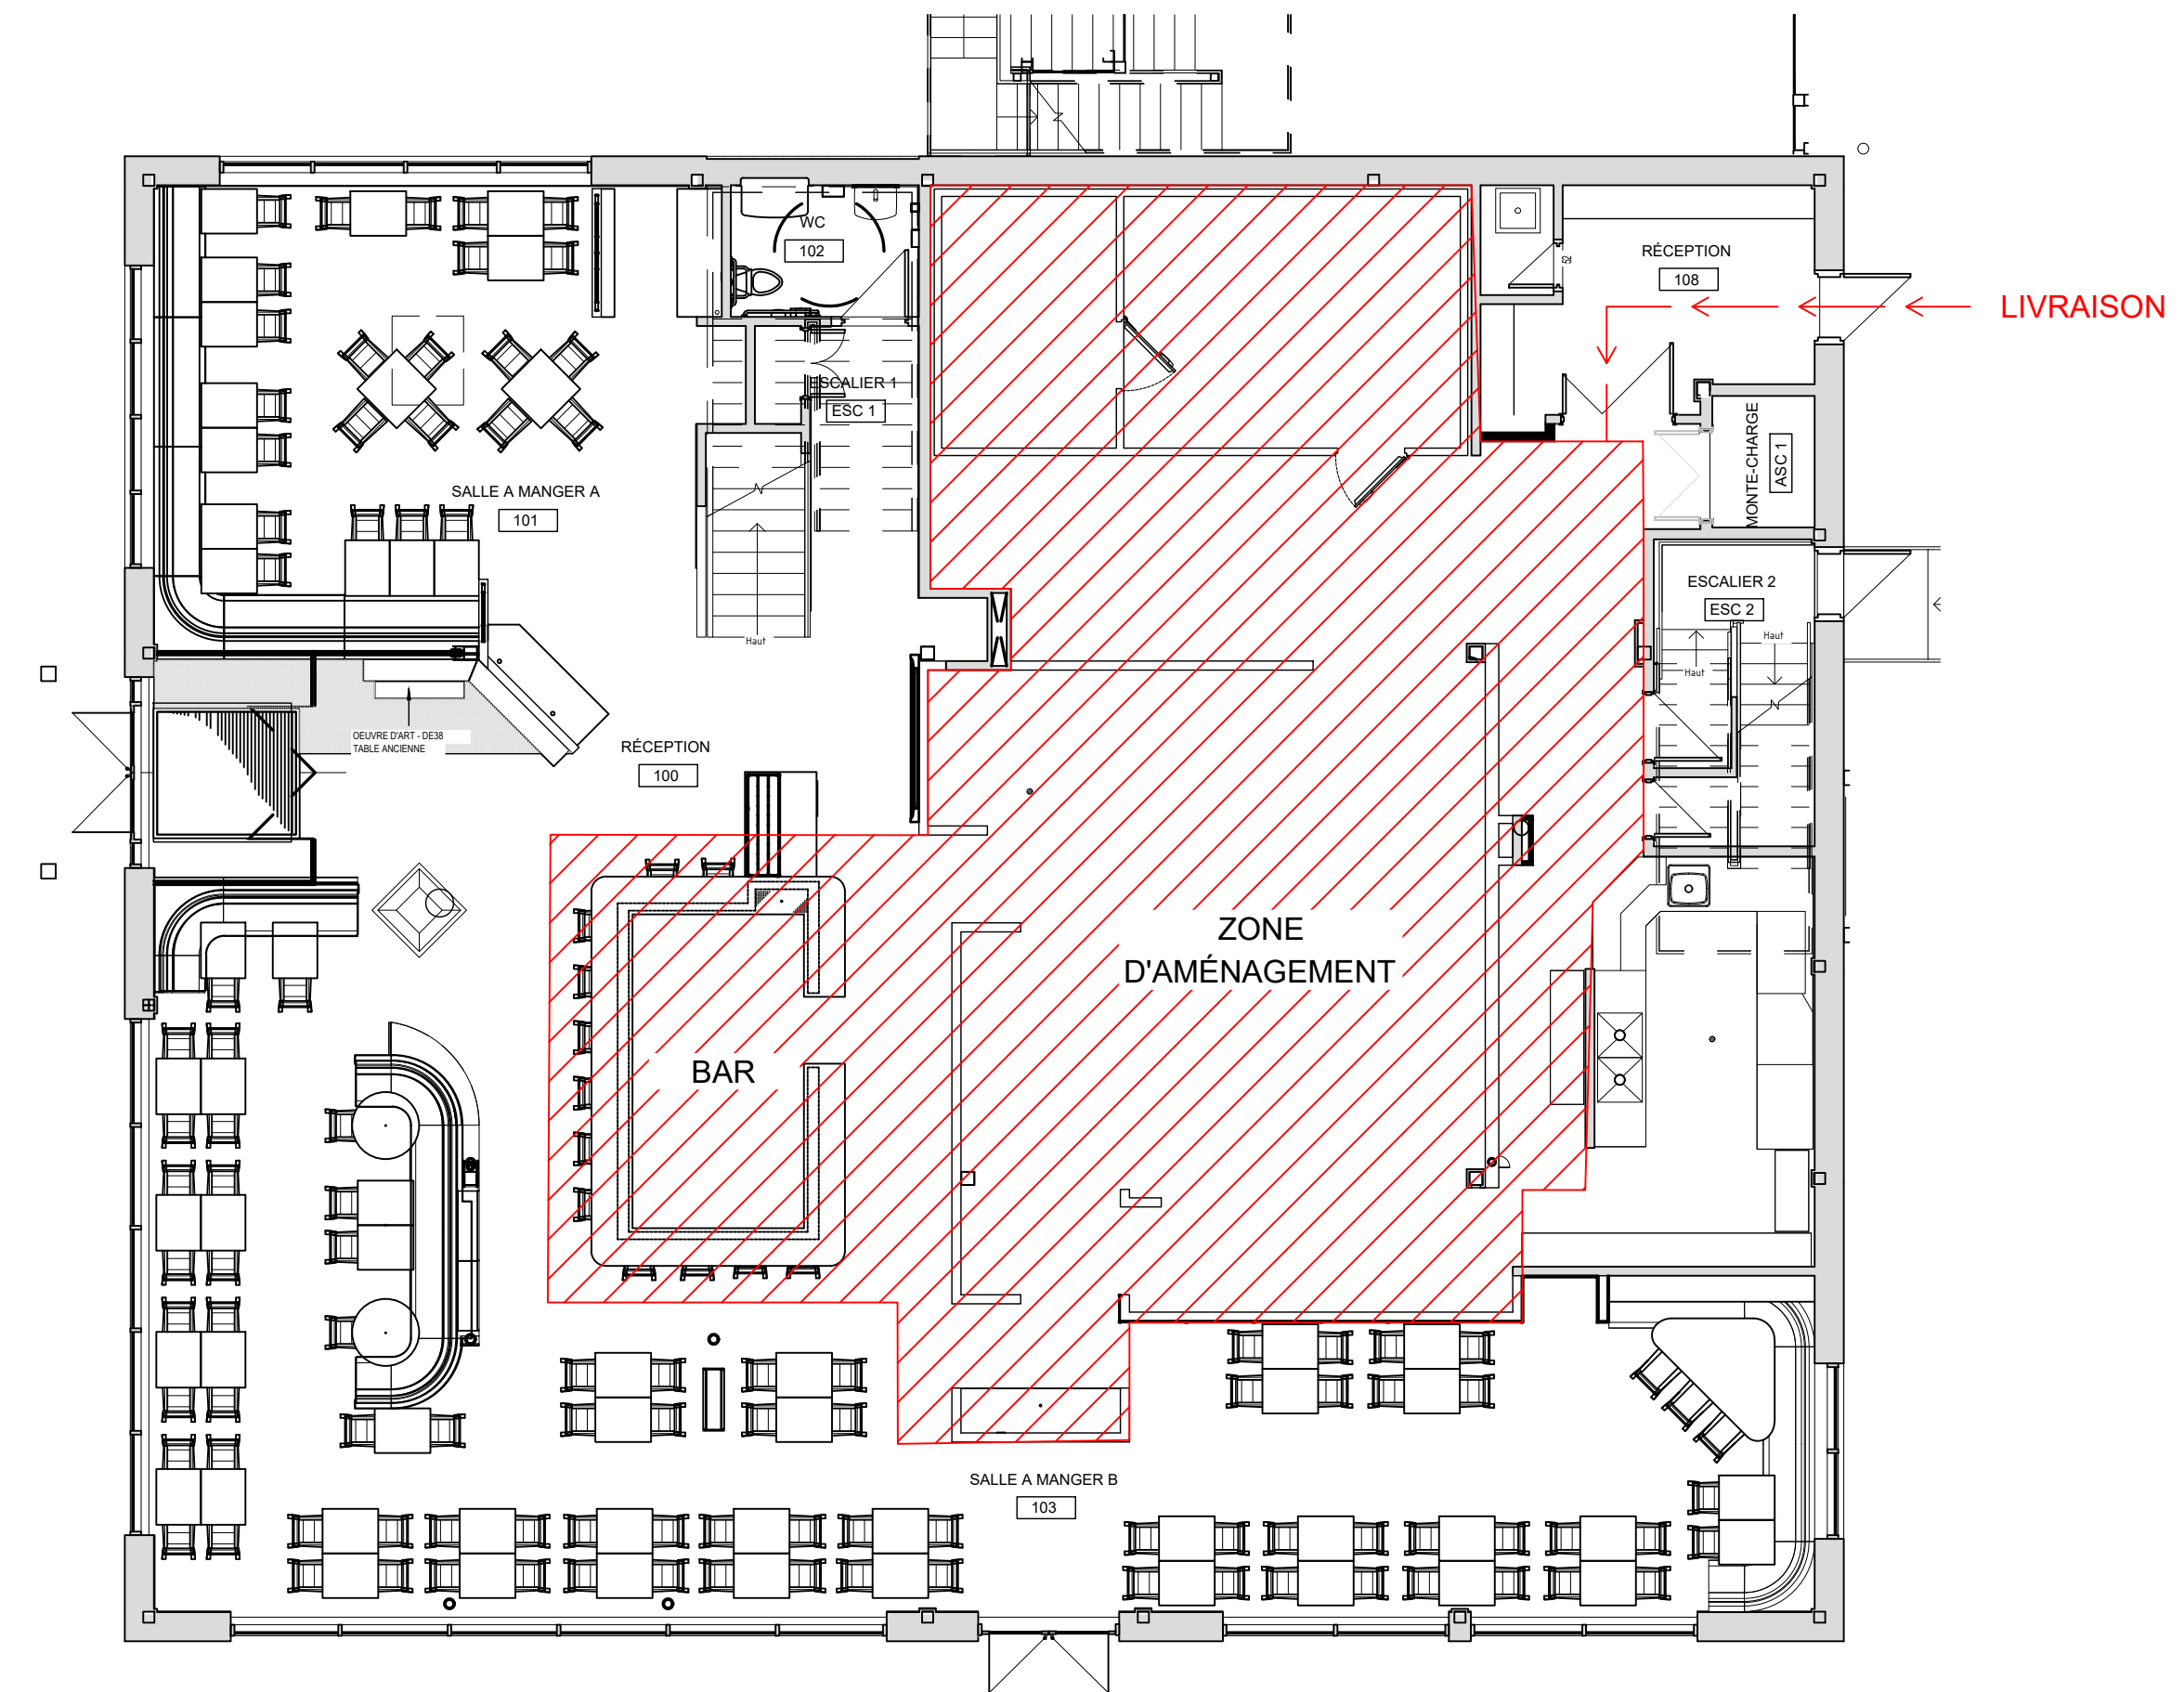 WC
102
RÉCEPTION
108
LIVRAISON
ESCALIER 1
ESC 1
MONTE-CHARGE
ASC 1
SALLE A MANGER A
101
ESCALIER 2
ESC 2
Haut
Haut
Haut
OEUVRE D'ART - DE38
TABLE ANCIENNE
RÉCEPTION
100
ZONE
D'AMÉNAGEMENT
BAR
SALLE A MANGER B
103